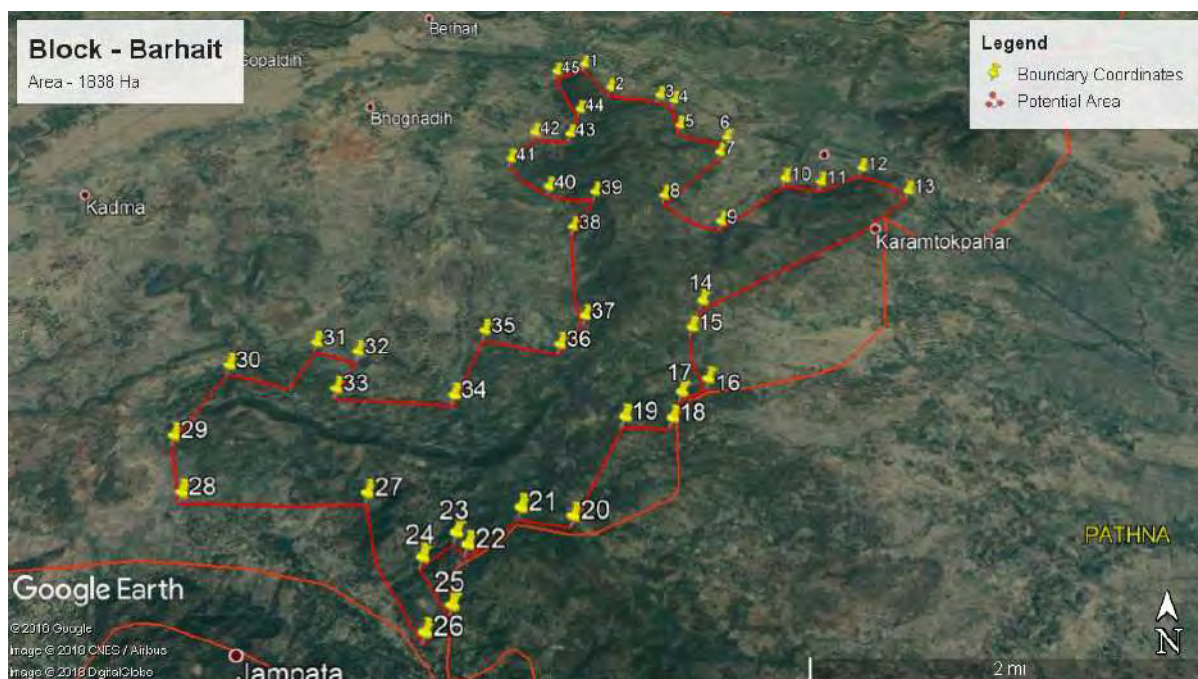 Block - Barhait
Area - 1838 Ha
Berhait
Gopaldih
Bhognadih
Kadma
Legend
Boundary Coordinates
Potential Area
1
45
2
3
4
44
5
6
42
43
7
41
10
12
11
13
40
39
8
9
38
Karamtokpahar
14
37
15
35
31
36
32
30
16
33
17
34
19
18
29
28
27
21
20
23
22
24
25
26
PATHNA
Google Earth
© 2018 Google
Image © 2018 CNES / Airbus
Image © 2018 DigitalGlobe
Jampata
2 mi
N